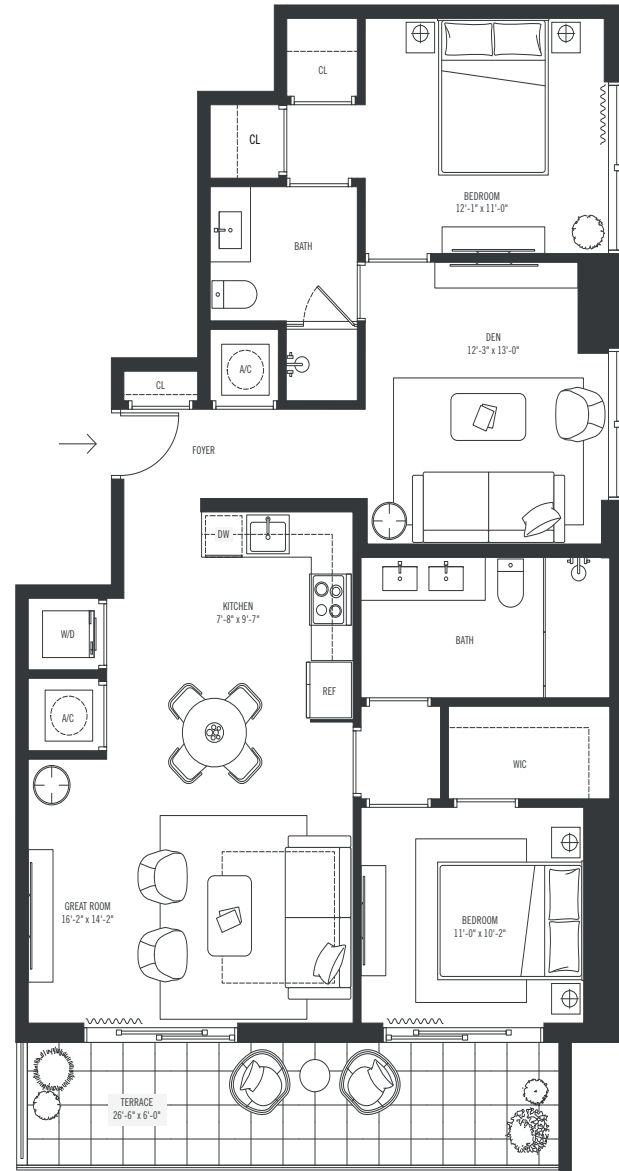 CL
CL
BEDROOM
12'-1" x 11'-0"
BATH
DEN
12'-3" x 13'-0"
A/C
CL
FOYER
DW
KITCHEN
7'-8" x 9'-7"
W/D
BATH
REF
A/C
WIC
GREAT ROOM
16'-2" x 14'-2"
BEDROOM
11'-0" x 10'-2"
TERRACE
26'-6" x 6'-0"